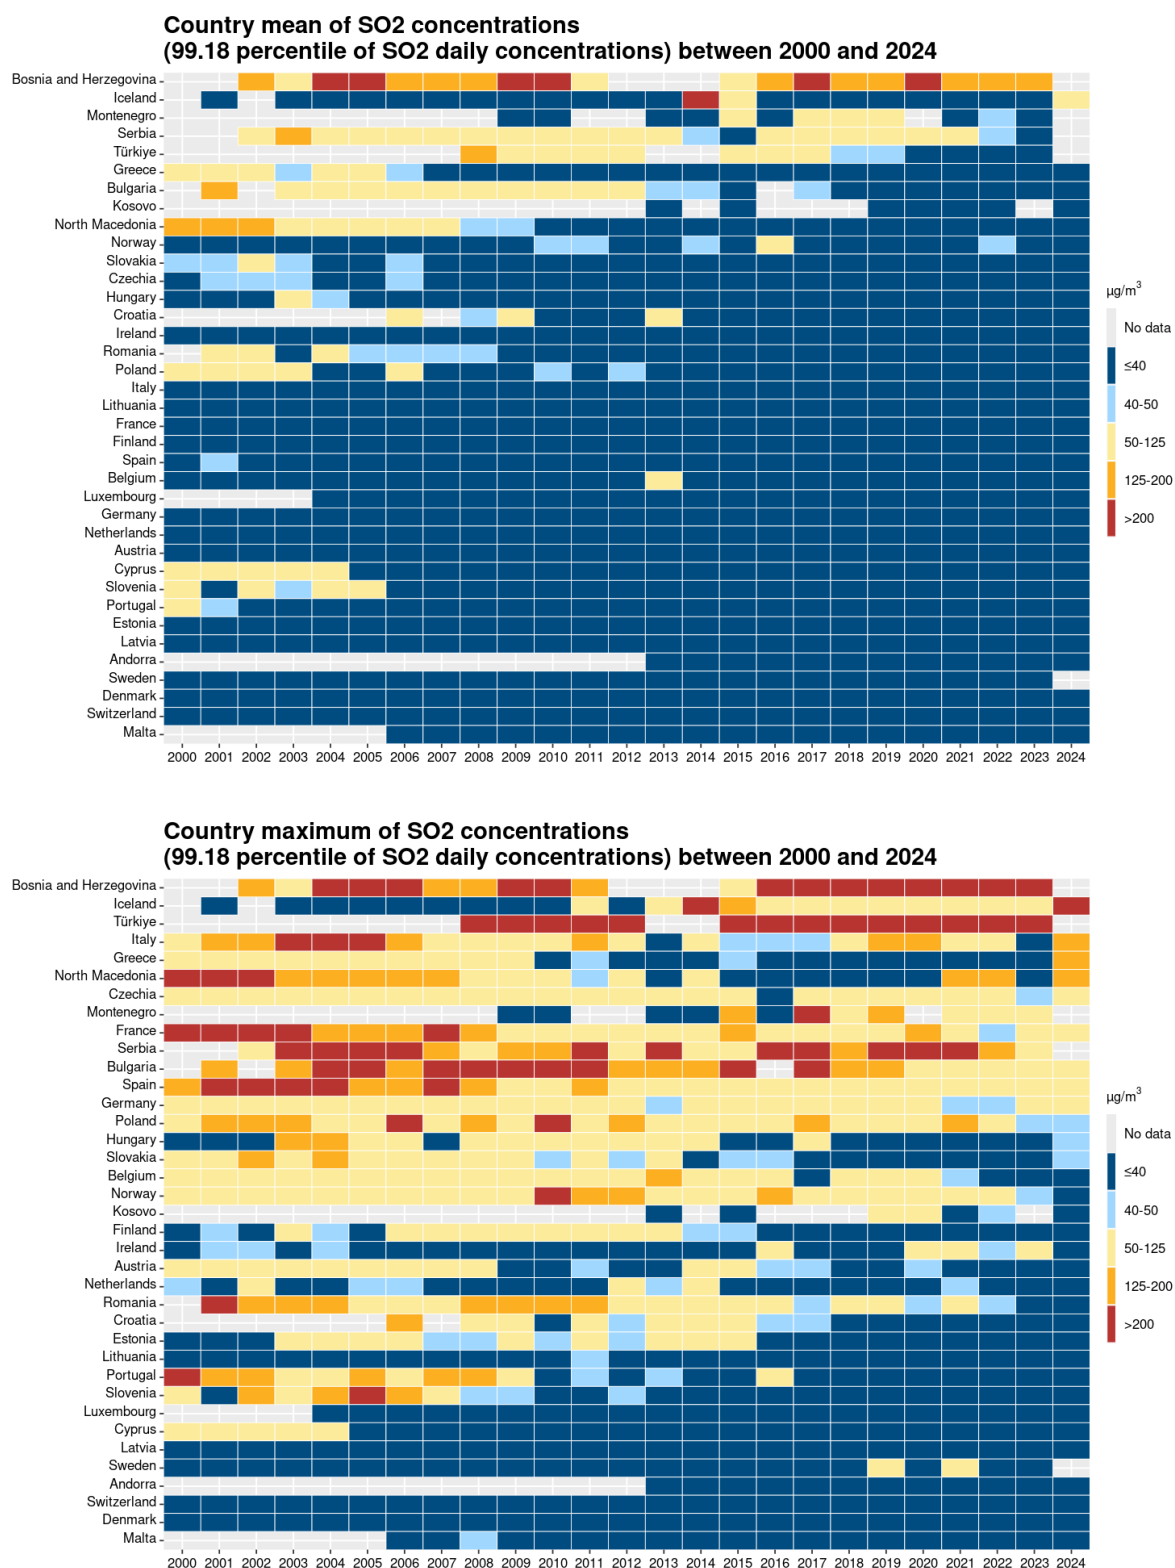 Country mean of SO2 concentrations
(99.18 percentile of SO2 daily concentrations) between 2000 and 2024
Bosnia and Herzegovina
Iceland
Montenegro
Serbia
Türkiye
Greece
Bulgaria
Kosovo
North Macedonia
Norway
Slovakia
Czechia
Hungary
Croatia
Ireland
Romania
Poland
Italy
Lithuania
France
Finland
Spain
Belgium
Luxembourg
Germany
Netherlands
Austria
Cyprus
Slovenia
Portugal
Estonia
Latvia
Andorra
Sweden
Denmark
Switzerland
Malta
2000 2001 2002 2003 2004 2005 2006 2007 2008 2009 2010 2011 2012 2013 2014 2015 2016 2017 2018 2019 2020 2021 2022 2023 2024
µg/m³
No data
≤40
40-50
50-125
125-200
>200
Country maximum of SO2 concentrations
(99.18 percentile of SO2 daily concentrations) between 2000 and 2024
Bosnia and Herzegovina
Iceland
Türkiye
Italy
Greece
North Macedonia
Czechia
Montenegro
France
Serbia
Bulgaria
Spain
Germany
Poland
Hungary
Slovakia
Belgium
Norway
Kosovo
Finland
Ireland
Austria
Netherlands
Romania
Croatia
Estonia
Lithuania
Portugal
Slovenia
Luxembourg
Cyprus
Latvia
Sweden
Andorra
Switzerland
Denmark
Malta
2000 2001 2002 2003 2004 2005 2006 2007 2008 2009 2010 2011 2012 2013 2014 2015 2016 2017 2018 2019 2020 2021 2022 2023 2024
µg/m³
No data
≤40
40-50
50-125
125-200
>200